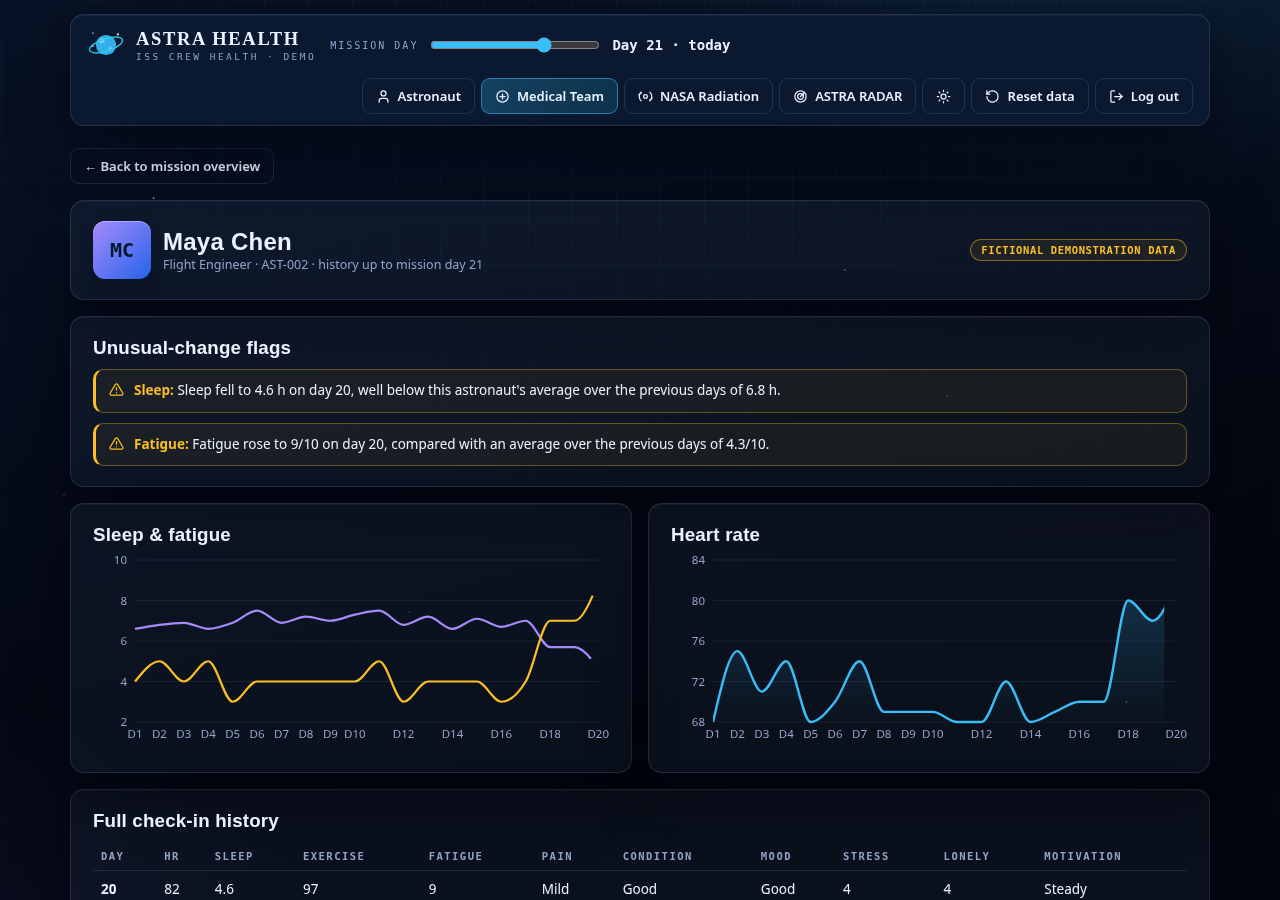 ASTRA HEALTH
ISS CREW HEALTH · DEMO
MISSION DAY
Day 21 · today
Astronaut
Medical Team
NASA Radiation
ASTRA RADAR
Reset data
Log out
← Back to mission overview
MC
Maya Chen
Flight Engineer · AST-002 · history up to mission day 21
FICTIONAL DEMONSTRATION DATA
Unusual-change flags
Sleep: Sleep fell to 4.6 h on day 20, well below this astronaut's average over the previous days of 6.8 h.
Fatigue: Fatigue rose to 9/10 on day 20, compared with an average over the previous days of 4.3/10.
Sleep & fatigue
10
8
6
4
2
D1 D2 D3 D4 D5 D6 D7 D8 D9 D10 D12 D14 D16 D18 D20
Heart rate
84
80
76
72
68
D1 D2 D3 D4 D5 D6 D7 D8 D9 D10 D12 D14 D16 D18 D20
Full check-in history
DAY HR SLEEP EXERCISE FATIGUE PAIN CONDITION MOOD STRESS LONELY MOTIVATION
20 82 4.6 97 9 Mild Good Good 4 4 Steady